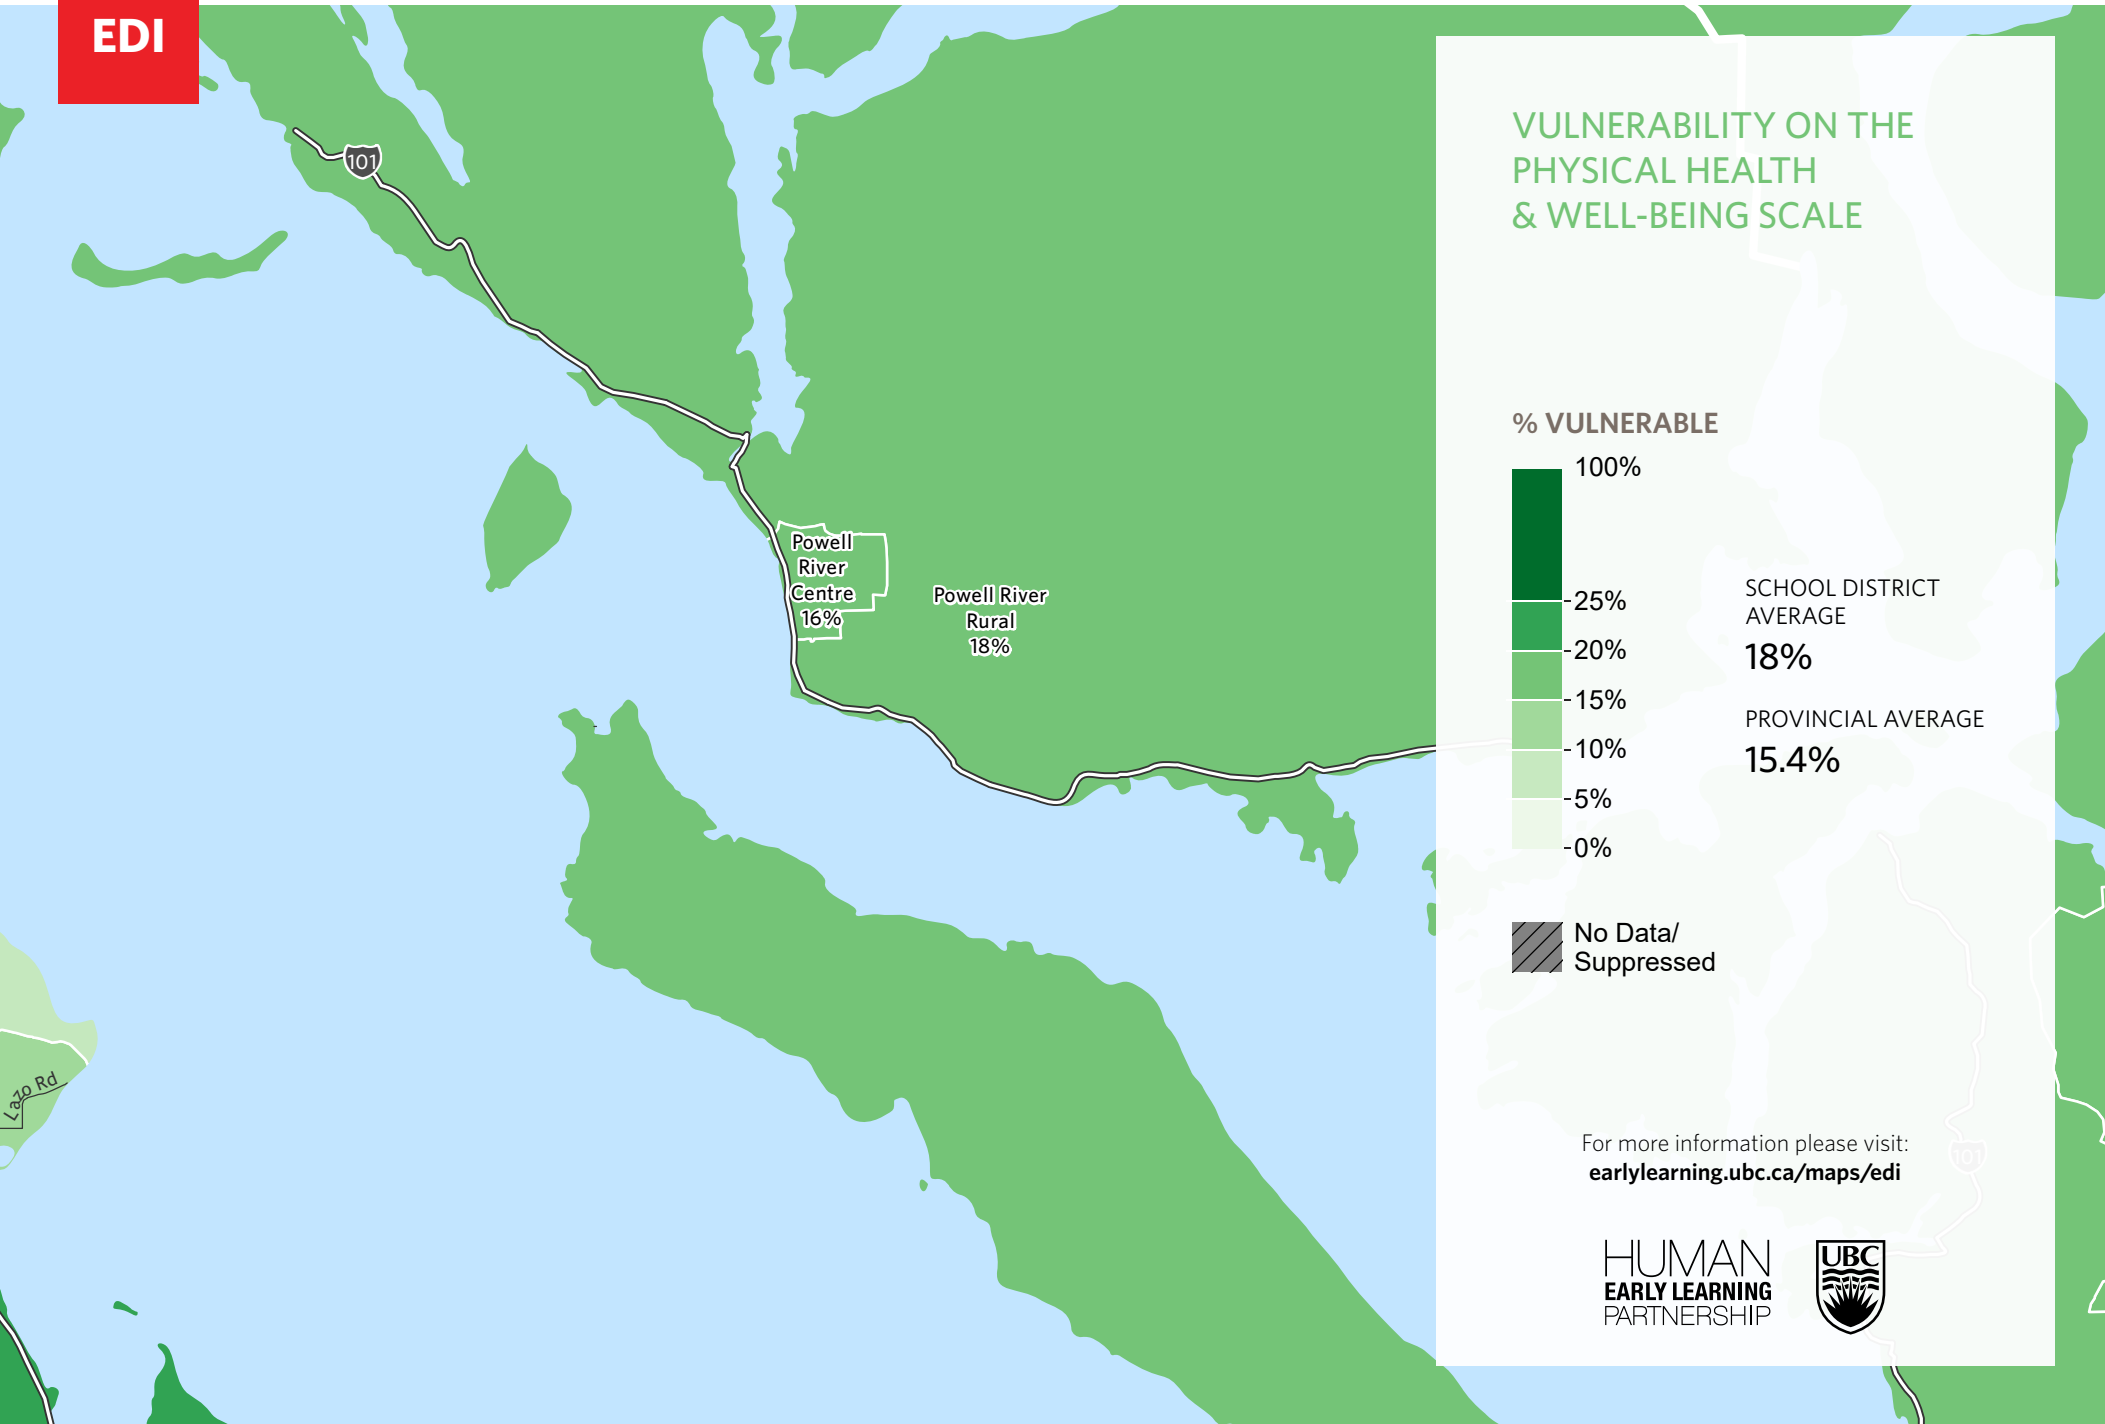 EDI
101
Powell
River
Centre
16%
Powell River
Rural
18%
Lazo Rd
VULNERABILITY ON THE
PHYSICAL HEALTH
& WELL-BEING SCALE
% VULNERABLE
100%
25%
20%
15%
10%
5%
0%
SCHOOL DISTRICT
AVERAGE
18%
PROVINCIAL AVERAGE
15.4%
No Data/
Suppressed
For more information please visit:
earlylearning.ubc.ca/maps/edi
101
HUMAN
EARLY LEARNING
PARTNERSHIP
UBC